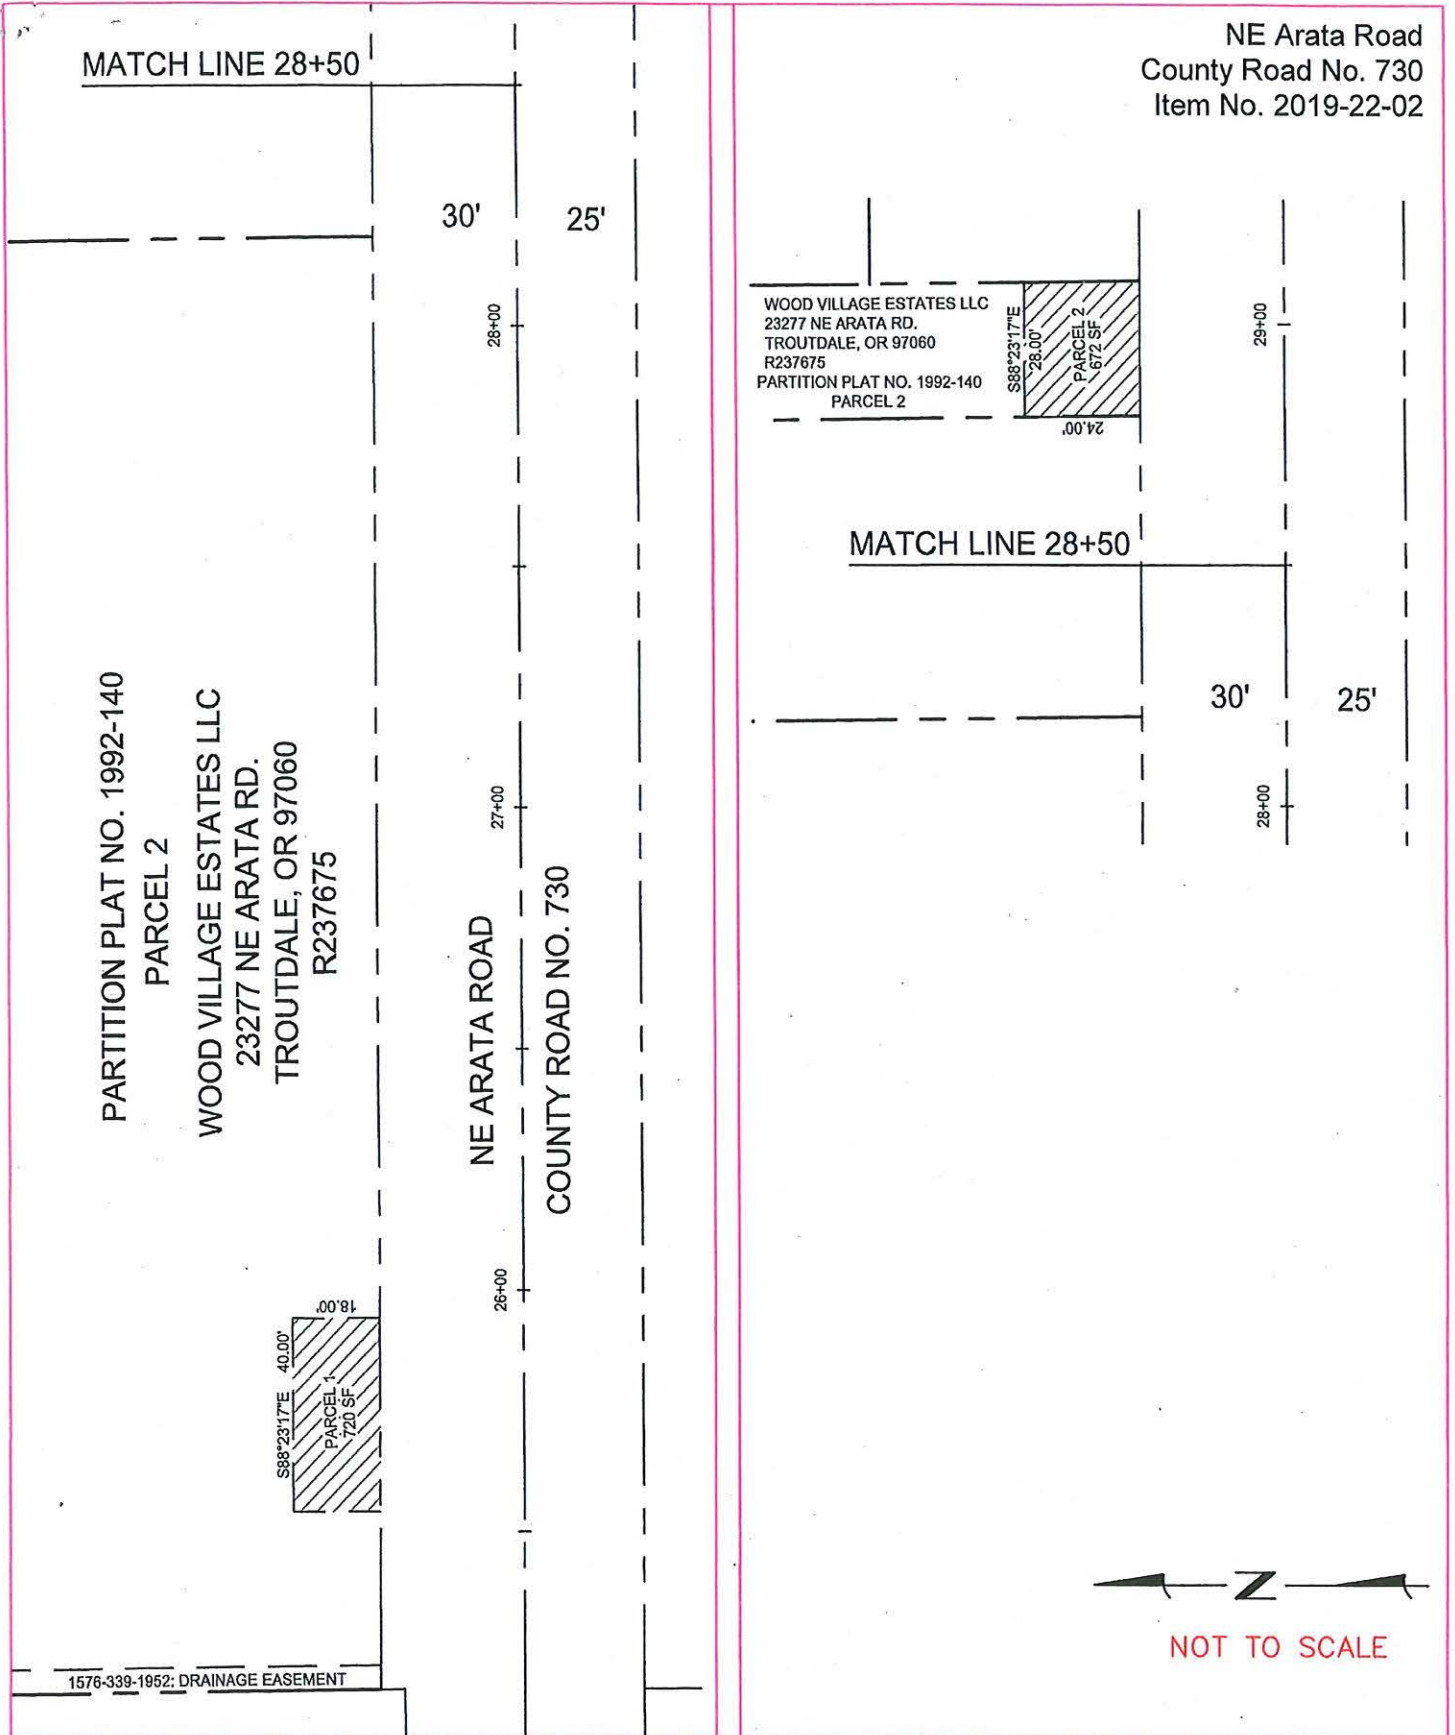 NE Arata Road
County Road No. 730
Item No. 2019-22-02
MATCH LINE 28+50
30'
25'
28+00
27+00
26+00
PARTITION PLAT NO. 1992-140
PARCEL 2
WOOD VILLAGE ESTATES LLC
23277 NE ARATA RD.
TROUTDALE, OR 97060
R237675
NE ARATA ROAD
COUNTY ROAD NO. 730
S88°23'17"E 40.00'
18.00'
PARCEL 1
720 SF
1576-339-1952; DRAINAGE EASEMENT
WOOD VILLAGE ESTATES LLC
23277 NE ARATA RD.
TROUTDALE, OR 97060
R237675
PARTITION PLAT NO. 1992-140
PARCEL 2
S88°23'17"E
28.00'
PARCEL 2
672 SF
24.00'
29+00
MATCH LINE 28+50
30'
25'
28+00
N
NOT TO SCALE